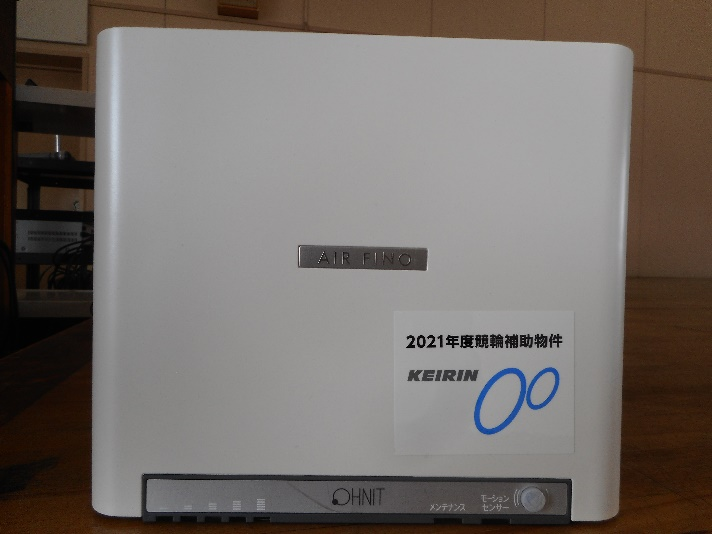 AIR FINO
2021年度競輪補助物件
KEIRIN
OHNIT
メンテナンス
モーション
センサー